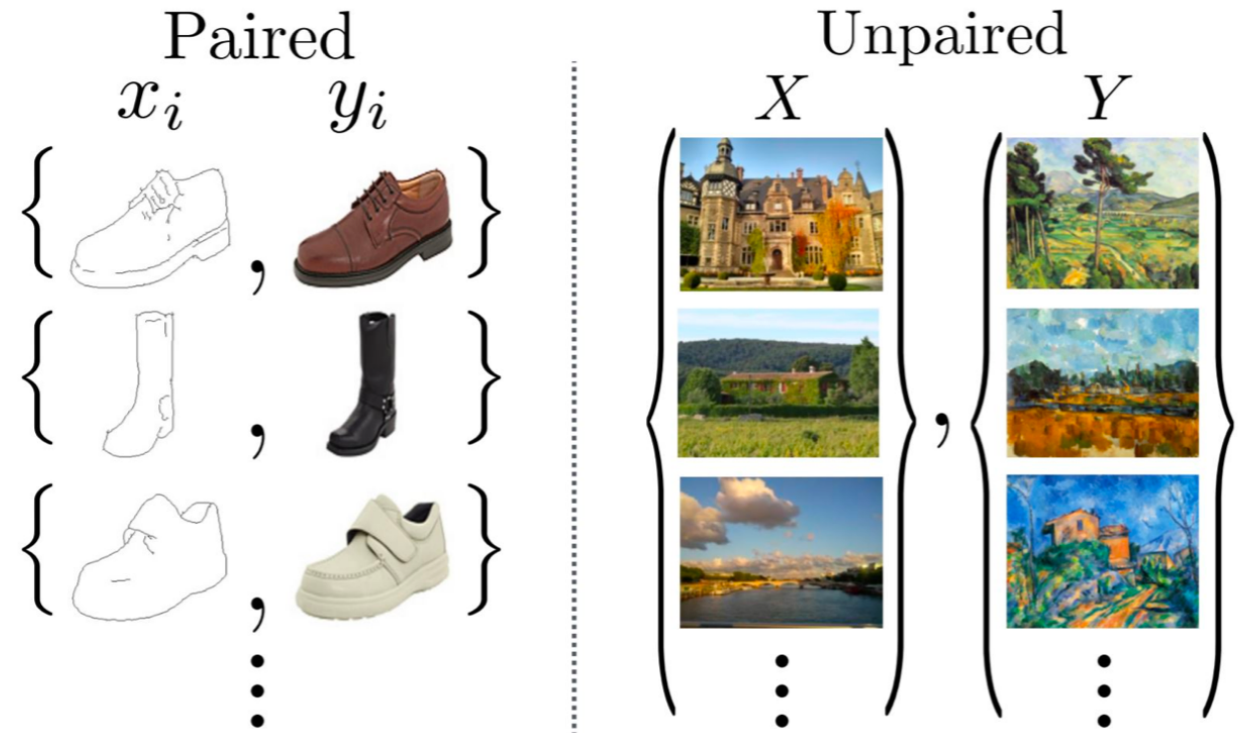 Paired
x_i y_i
{ , }
{ , }
{ , }
⋮
Unpaired
X Y
{ } , { }
⋮ ⋮